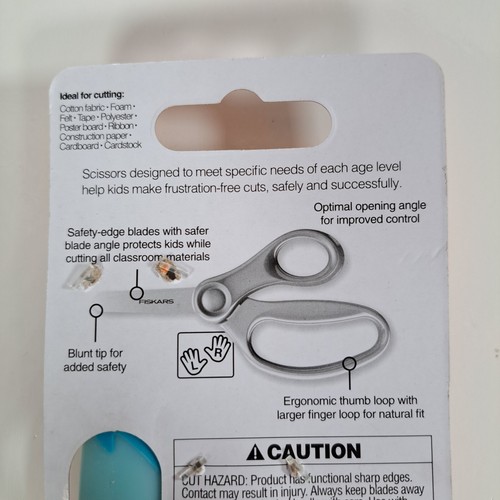 Ideal for cutting:
Cotton fabric • Foam •
Felt • Tape • Polyester •
Poster board • Ribbon •
Construction paper •
Cardboard • Cardstock
Scissors designed to meet specific needs of each age level
help kids make frustration-free cuts, safely and successfully.
Optimal opening angle
for improved control
Safety-edge blades with safer
blade angle protects kids while
cutting all classroom materials
FISKARS
Blunt tip for
added safety
L R
Ergonomic thumb loop with
larger finger loop for natural fit
⚠ CAUTION
CUT HAZARD: Product has functional sharp edges.
Contact may result in injury. Always keep blades away